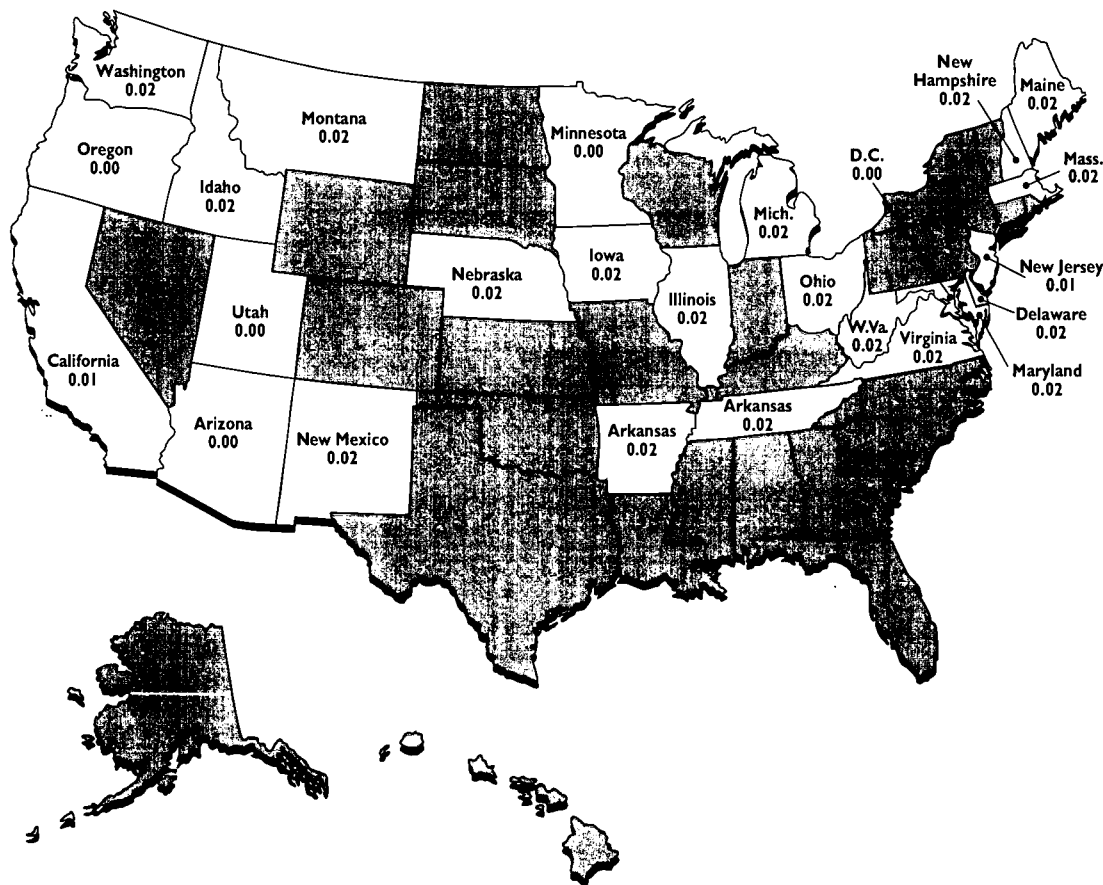 Washington
0.02
Oregon
0.00
Idaho
0.02
Montana
0.02
Minnesota
0.00
New
Hampshire
0.02
Maine
0.02
D.C.
0.00
Mass.
0.02
Mich.
0.02
Iowa
0.02
Nebraska
0.02
Illinois
0.02
Ohio
0.02
New Jersey
0.01
Delaware
0.02
Maryland
0.02
W.Va.
0.02
Virginia
0.02
Utah
0.00
California
0.01
Arizona
0.00
New Mexico
0.02
Arkansas
0.02
Arkansas
0.02